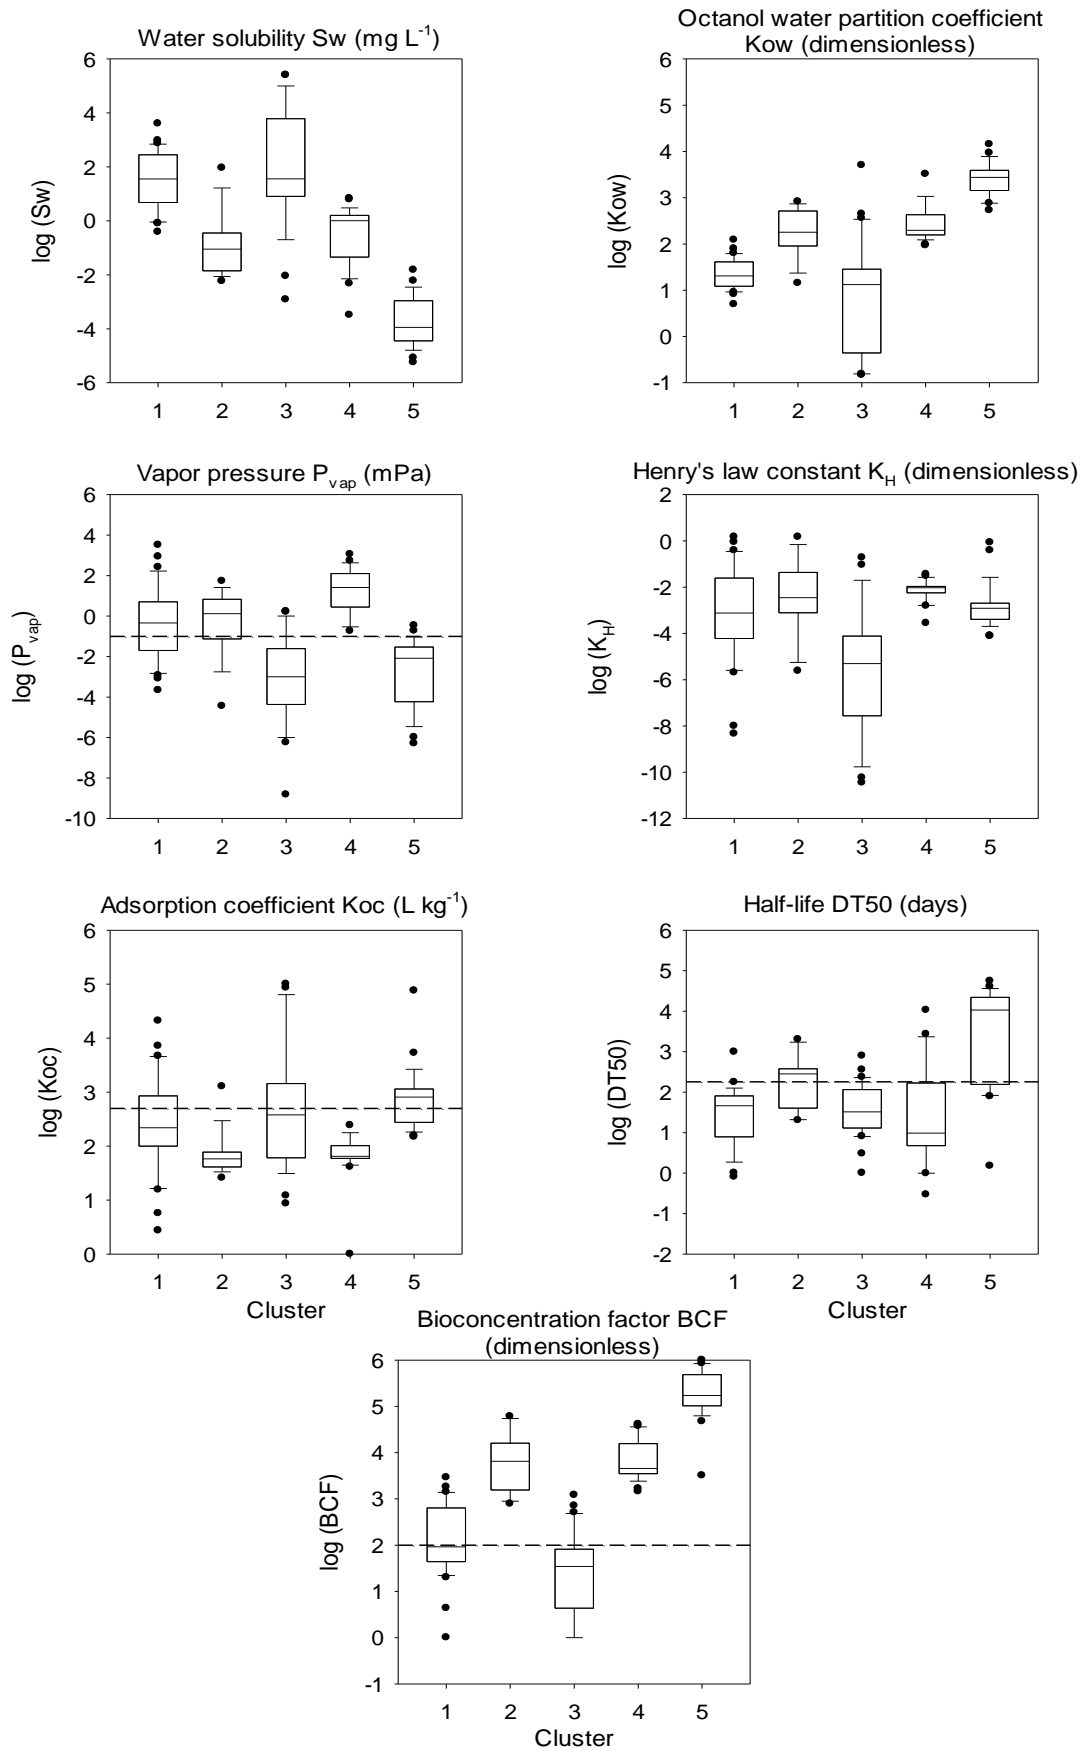 Water solubility Sw (mg L⁻¹)
log (Sw)
6
4
2
0
-2
-4
-6
1 2 3 4 5
Octanol water partition coefficient
Kow (dimensionless)
log (Kow)
6
5
4
3
2
1
0
-1
1 2 3 4 5
Vapor pressure Pvap (mPa)
log (Pvap)
6
4
2
0
-2
-4
-6
-8
-10
1 2 3 4 5
Henry's law constant KH (dimensionless)
log (KH)
2
0
-2
-4
-6
-8
-10
-12
1 2 3 4 5
Adsorption coefficient Koc (L kg⁻¹)
log (Koc)
6
5
4
3
2
1
0
1 2 3 4 5
Cluster
Half-life DT50 (days)
log (DT50)
6
5
4
3
2
1
0
-1
-2
1 2 3 4 5
Cluster
Bioconcentration factor BCF
(dimensionless)
log (BCF)
6
5
4
3
2
1
0
-1
1 2 3 4 5
Cluster